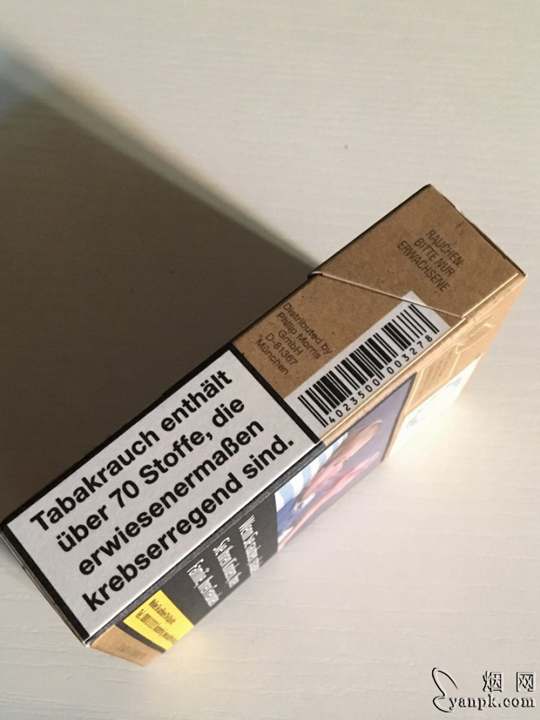 RAUCHEN:
BITTE NUR
ERWACHSENE
Distributed by
Philip Morris
GmbH
D-81367
München
4023500003278
Tabakrauch enthält
über 70 Stoffe, die
erwiesenermaßen
krebserregend sind.
烟网
yanpk.com